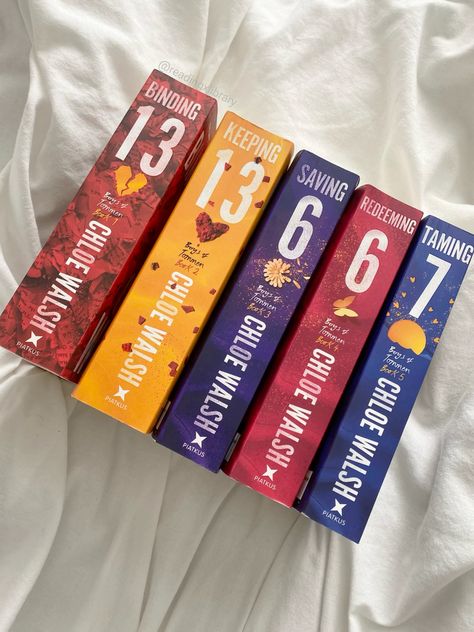 @readingxlibrary
BINDING
13
Boys of
Tommen
Book 1
CHLOE WALSH
PIATKUS
KEEPING
13
Boys of
Tommen
Book 2
CHLOE WALSH
PIATKUS
SAVING
6
Boys of
Tommen
Book 3
CHLOE WALSH
PIATKUS
REDEEMING
6
Boys of
Tommen
Book 4
CHLOE WALSH
PIATKUS
TAMING
7
Boys of
Tommen
Book 5
CHLOE WALSH
PIATKUS